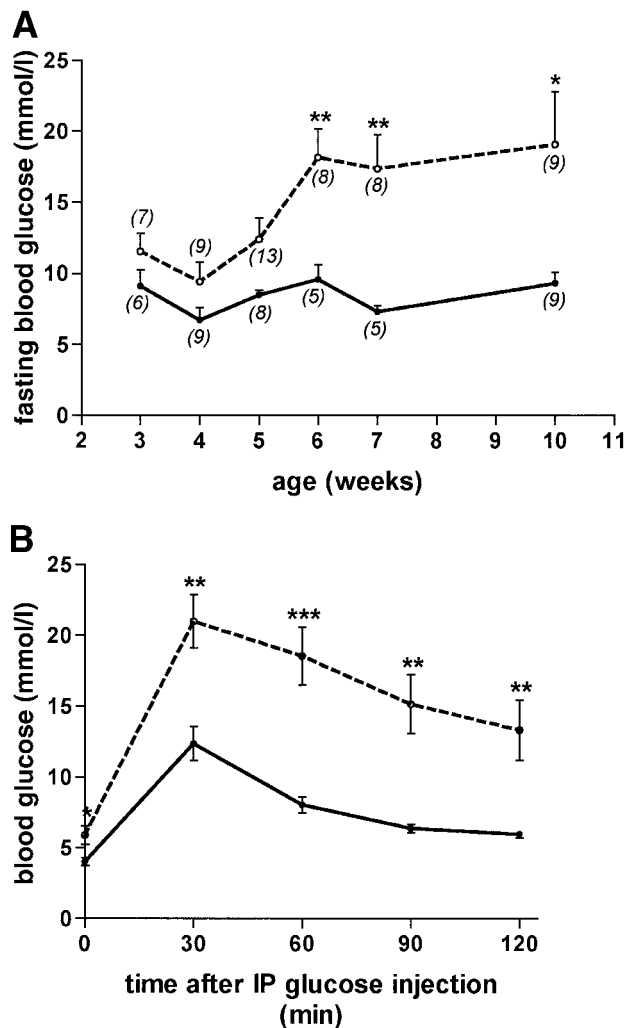 A
fasting blood glucose (mmol/l)
25
20
15
10
5
0
** ** *
(7) (9) (13) (8) (8) (9)
(6) (9) (8) (5) (5) (9)
2 3 4 5 6 7 8 9 10 11
age (weeks)
B
blood glucose (mmol/l)
25
20
15
10
5
0
* ** *** ** **
0 30 60 90 120
time after IP glucose injection
(min)